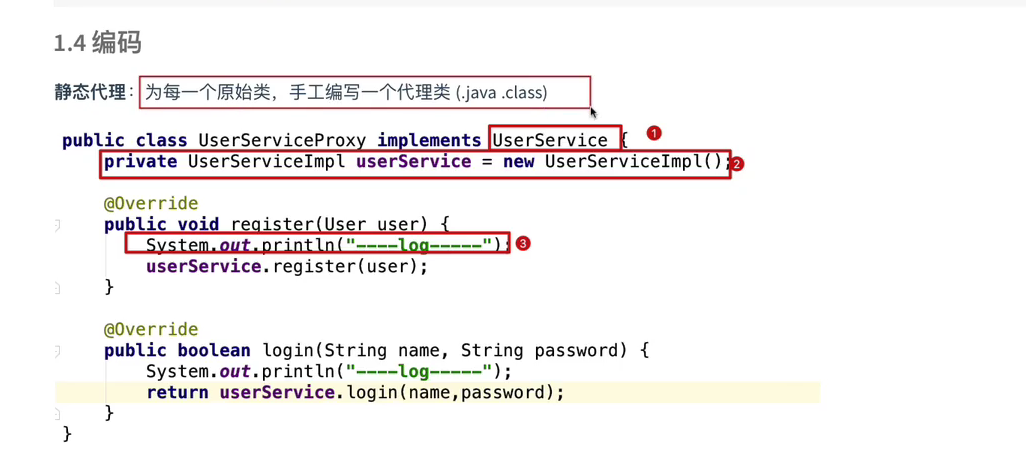 1.4 编码
静态代理：为每一个原始类，手工编写一个代理类 (.java .class)
public class UserServiceProxy implements UserService { 1
    private UserServiceImpl userService = new UserServiceImpl(); 2
    @Override
    public void register(User user) {
        System.out.println("----log-----"); 3
        userService.register(user);
    }
    @Override
    public boolean login(String name, String password) {
        System.out.println("----log-----");
        return userService.login(name,password);
    }
}